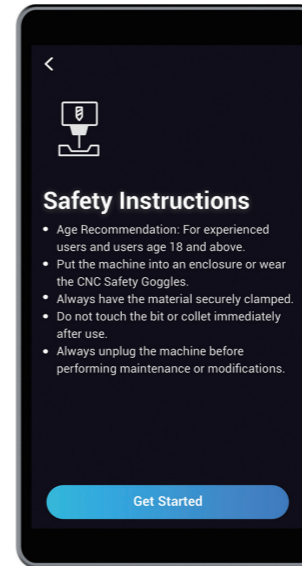 Safety Instructions
• Age Recommendation: For experienced
users and users age 18 and above.
• Put the machine into an enclosure or wear
the CNC Safety Goggles.
• Always have the material securely clamped.
• Do not touch the bit or collet immediately
after use.
• Always unplug the machine before
performing maintenance or modifications.
Get Started